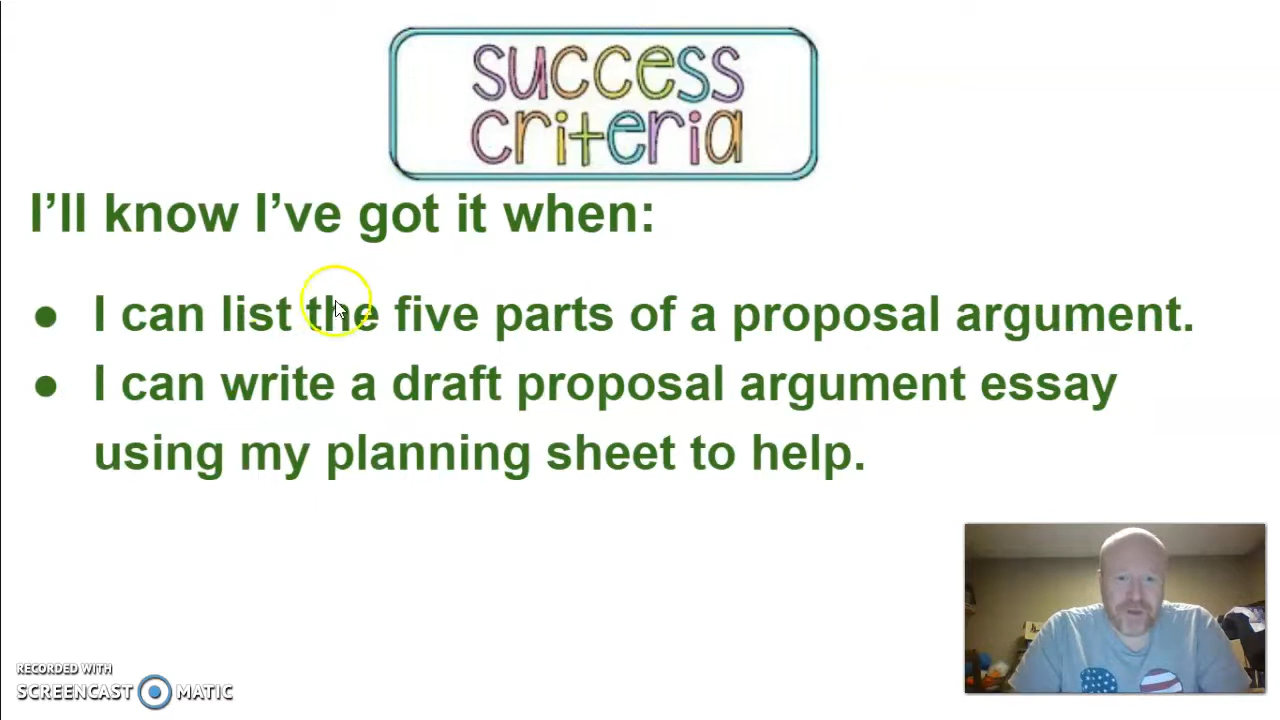 success
criteria
I'll know I've got it when:
● I can list the five parts of a proposal argument.
● I can write a draft proposal argument essay
using my planning sheet to help.
RECORDED WITH
SCREENCAST MATIC